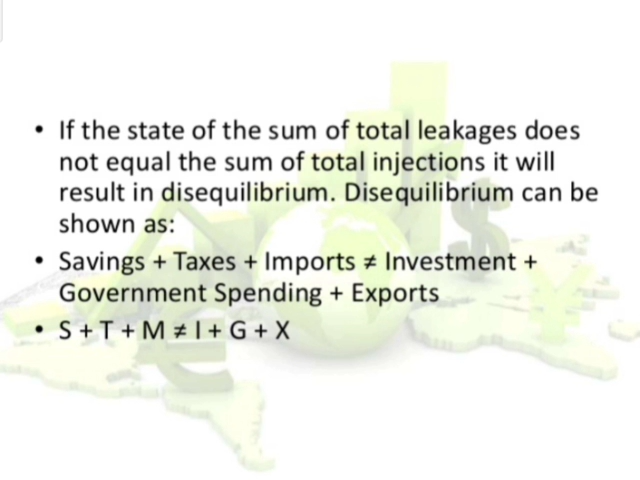 • If the state of the sum of total leakages does
not equal the sum of total injections it will
result in disequilibrium. Disequilibrium can be
shown as:
• Savings + Taxes + Imports ≠ Investment +
Government Spending + Exports
• S + T + M ≠ I + G + X